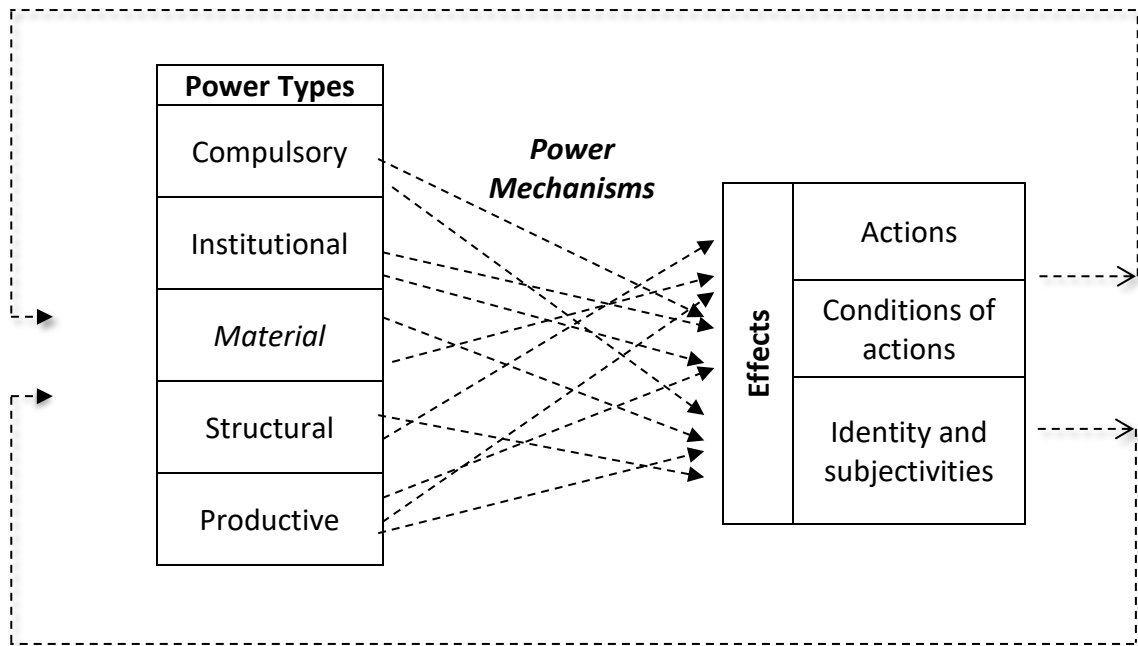 Power Types
Compulsory
Institutional
Material
Structural
Productive
Power
Mechanisms
Effects
Actions
Conditions of
actions
Identity and
subjectivities